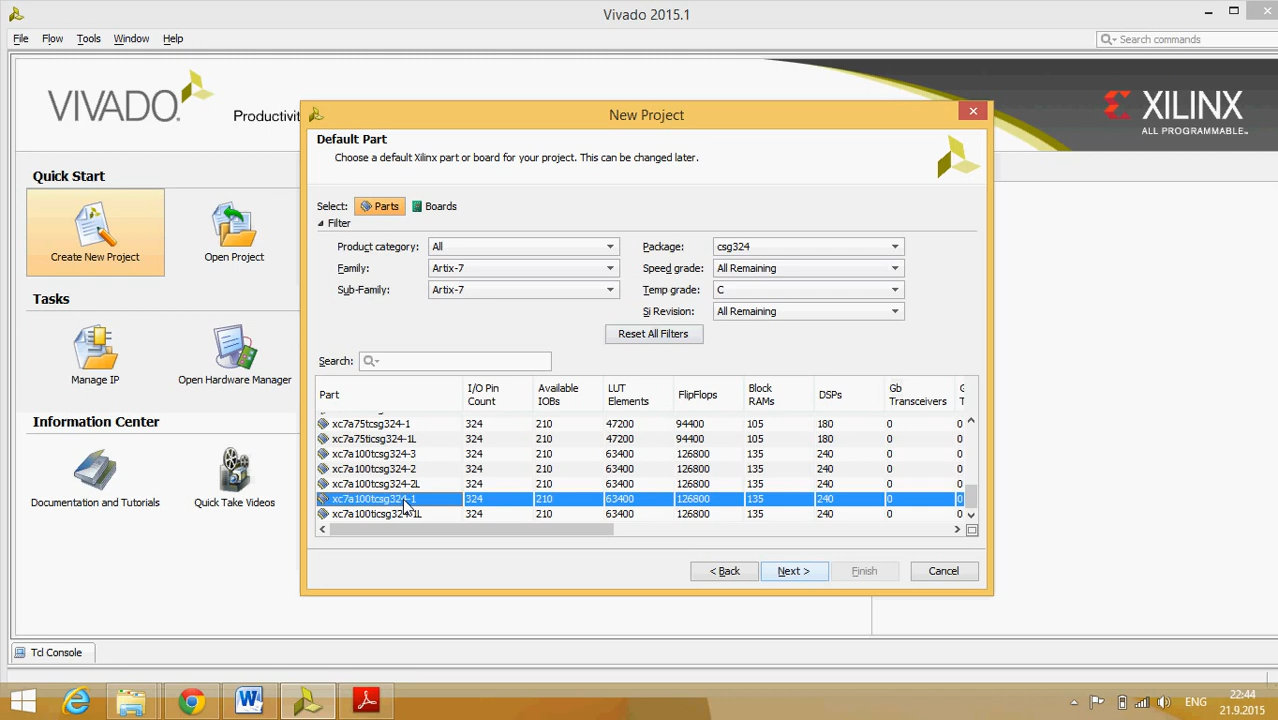 Vivado 2015.1
File Flow Tools Window Help
Search commands
VIVADO.
Productivi
XILINX
ALL PROGRAMMABLE.
New Project
Default Part
Choose a default Xilinx part or board for your project. This can be changed later.
Quick Start
Create New Project
Open Project
Tasks
Manage IP
Open Hardware Manager
Information Center
Documentation and Tutorials
Quick Take Videos
Select: Parts Boards
Filter
Product category: All Package: csg324
Family: Artix-7 Speed grade: All Remaining
Sub-Family: Artix-7 Temp grade: C
Si Revision: All Remaining
Reset All Filters
Search:
Part I/O Pin Count Available IOBs LUT Elements FlipFlops Block RAMs DSPs Gb Transceivers G T
xc7a75tcsg324-1 324 210 47200 94400 105 180 0 0
xc7a75ticsg324-1L 324 210 47200 94400 105 180 0 0
xc7a100tcsg324-3 324 210 63400 126800 135 240 0 0
xc7a100tcsg324-2 324 210 63400 126800 135 240 0 0
xc7a100tcsg324-2L 324 210 63400 126800 135 240 0 0
xc7a100tcsg324-1 324 210 63400 126800 135 240 0 0
xc7a100ticsg324-1L 324 210 63400 126800 135 240 0 0
< Back Next > Finish Cancel
Tcl Console
ENG
22:44
21.9.2015